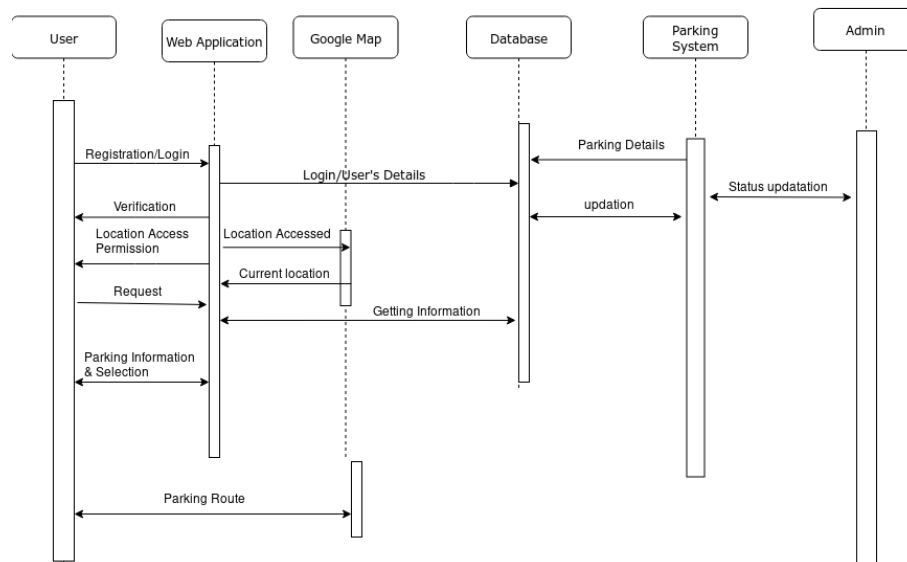 User
Web Application
Google Map
Database
Parking
System
Admin
Registration/Login
Parking Details
Login/User's Details
Status updatation
Verification
updation
Location Access
Permission
Location Accessed
Current location
Request
Getting Information
Parking Information
& Selection
Parking Route